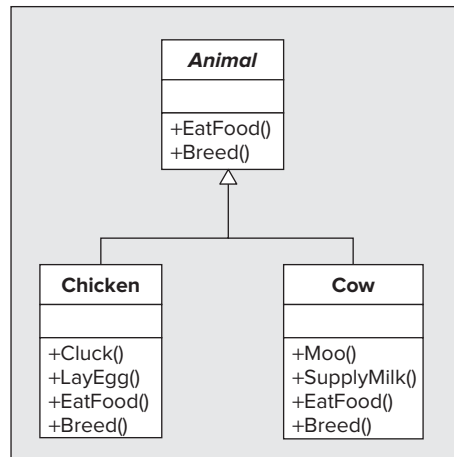 Animal
+EatFood()
+Breed()
Chicken
+Cluck()
+LayEgg()
+EatFood()
+Breed()
Cow
+Moo()
+SupplyMilk()
+EatFood()
+Breed()